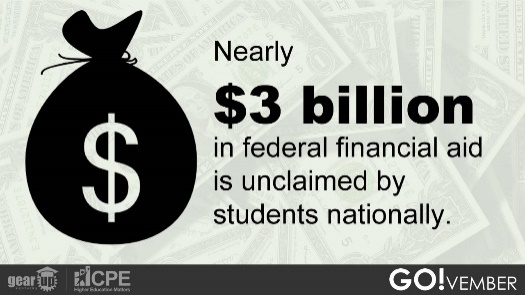 Nearly
$3 billion
in federal financial aid
is unclaimed by
students nationally.
$
gear up
CPE
Higher Education Matters
GO!VEMBER